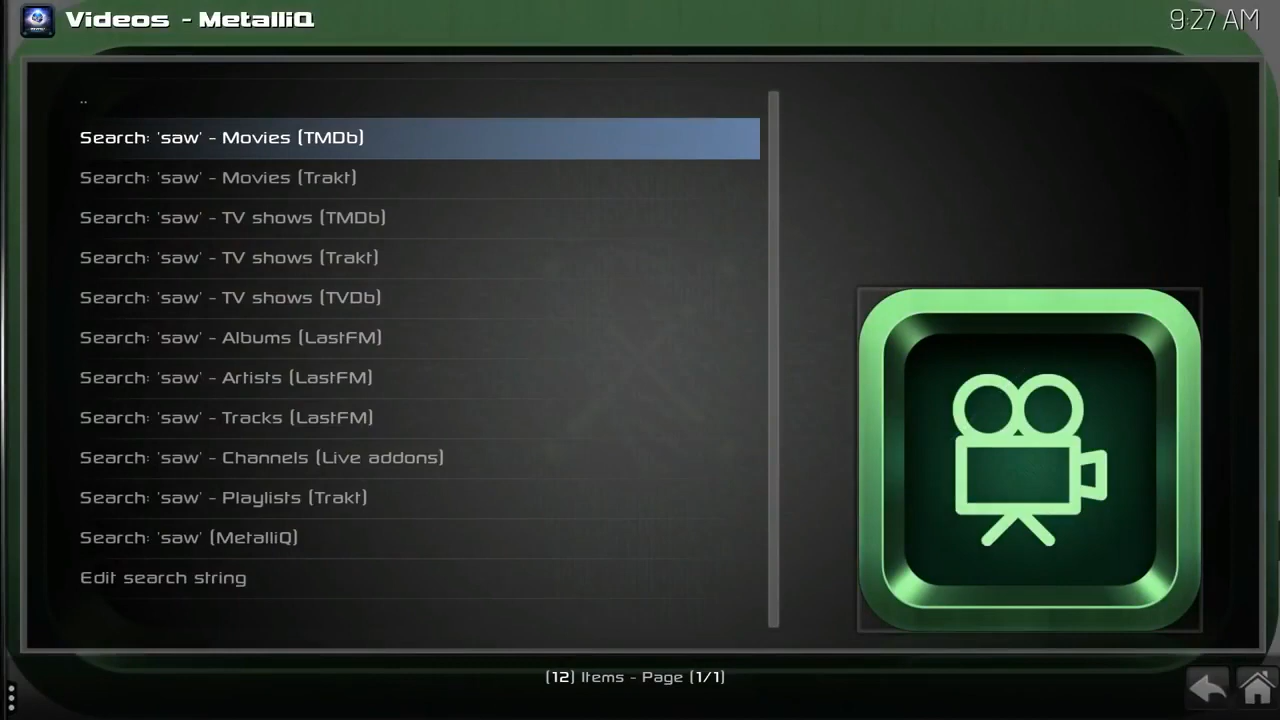 Videos - MetalliQ
9:27 AM
..
Search: 'saw' - Movies (TMDb)
Search: 'saw' - Movies (Trakt)
Search: 'saw' - TV shows (TMDb)
Search: 'saw' - TV shows (Trakt)
Search: 'saw' - TV shows (TVDb)
Search: 'saw' - Albums (LastFM)
Search: 'saw' - Artists (LastFM)
Search: 'saw' - Tracks (LastFM)
Search: 'saw' - Channels (Live addons)
Search: 'saw' - Playlists (Trakt)
Search: 'saw' (MetalliQ)
Edit search string
(12) Items - Page (1/1)